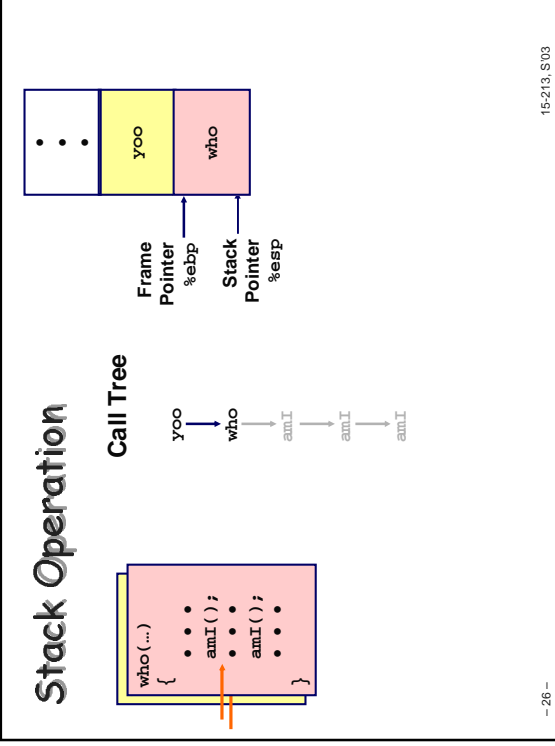 Stack Operation
who(…)
{
• • •
amI();
• • •
amI();
• • •
}
Call Tree
yoo
who
amI
amI
amI
Frame
Pointer
%ebp
Stack
Pointer
%esp
•
•
•
yoo
who
– 26 –
15-213, S'03